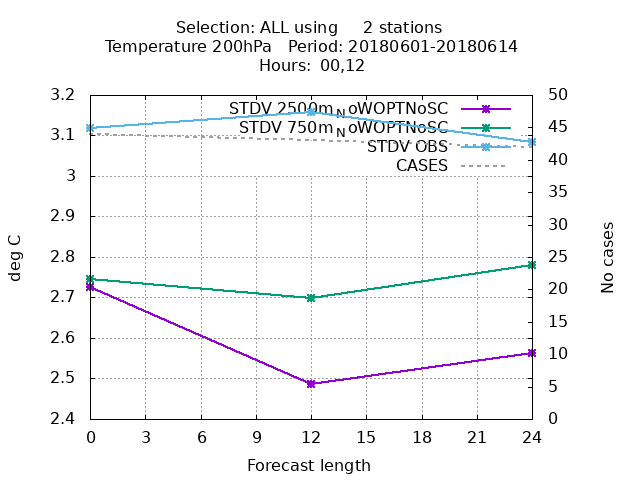 Selection: ALL using     2 stations
Temperature 200hPa   Period: 20180601-20180614
Hours: 00,12
3.2
3.1
3
2.9
2.8
2.7
2.6
2.5
2.4
50
45
40
35
30
25
20
15
10
5
0
STDV 2500m_NoWOPTNoSC
STDV 750m_NoWOPTNoSC
STDV OBS
CASES
deg C
No cases
0 3 6 9 12 15 18 21 24
Forecast length